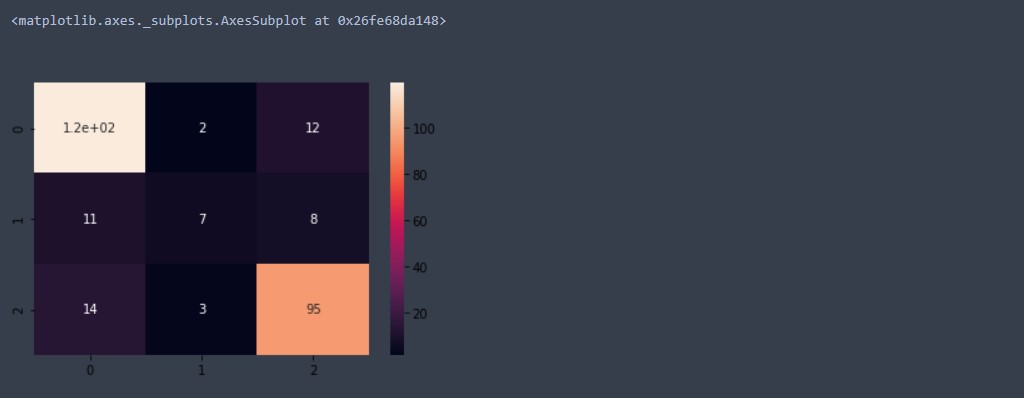 <matplotlib.axes._subplots.AxesSubplot at 0x26fe68da148>
0 1.2e+02 2 12
1 11 7 8
2 14 3 95
0 1 2
100
80
60
40
20